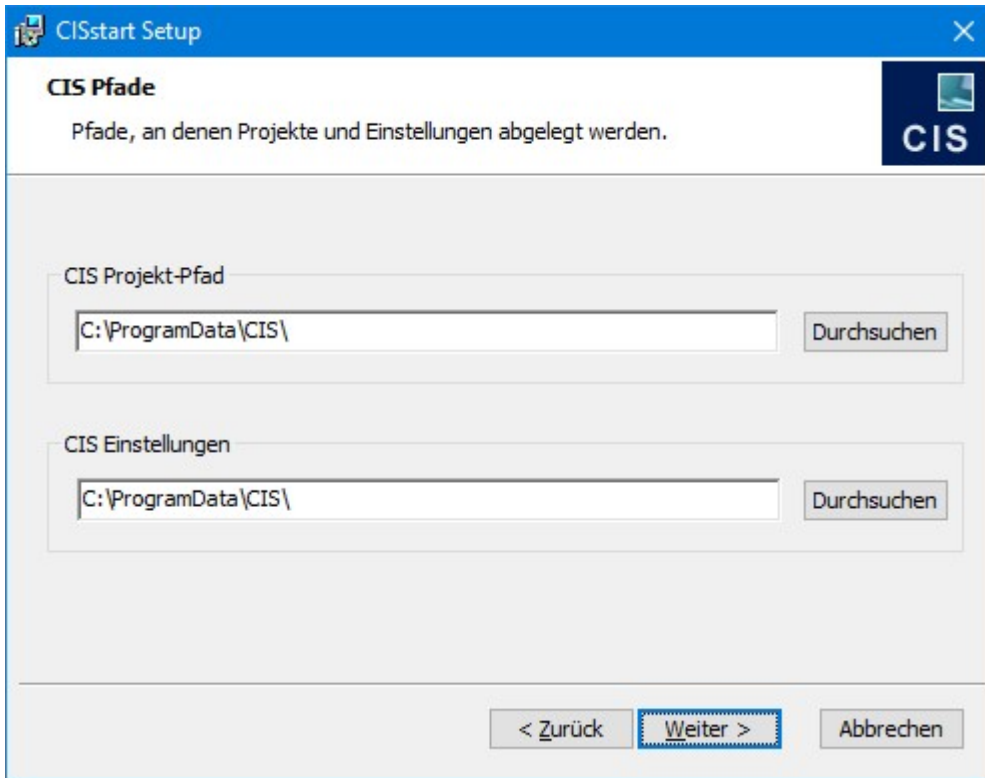 CISstart Setup
CIS Pfade
Pfade, an denen Projekte und Einstellungen abgelegt werden.
CIS
CIS Projekt-Pfad
C:\ProgramData\CIS\
Durchsuchen
CIS Einstellungen
C:\ProgramData\CIS\
Durchsuchen
< Zurück
Weiter >
Abbrechen